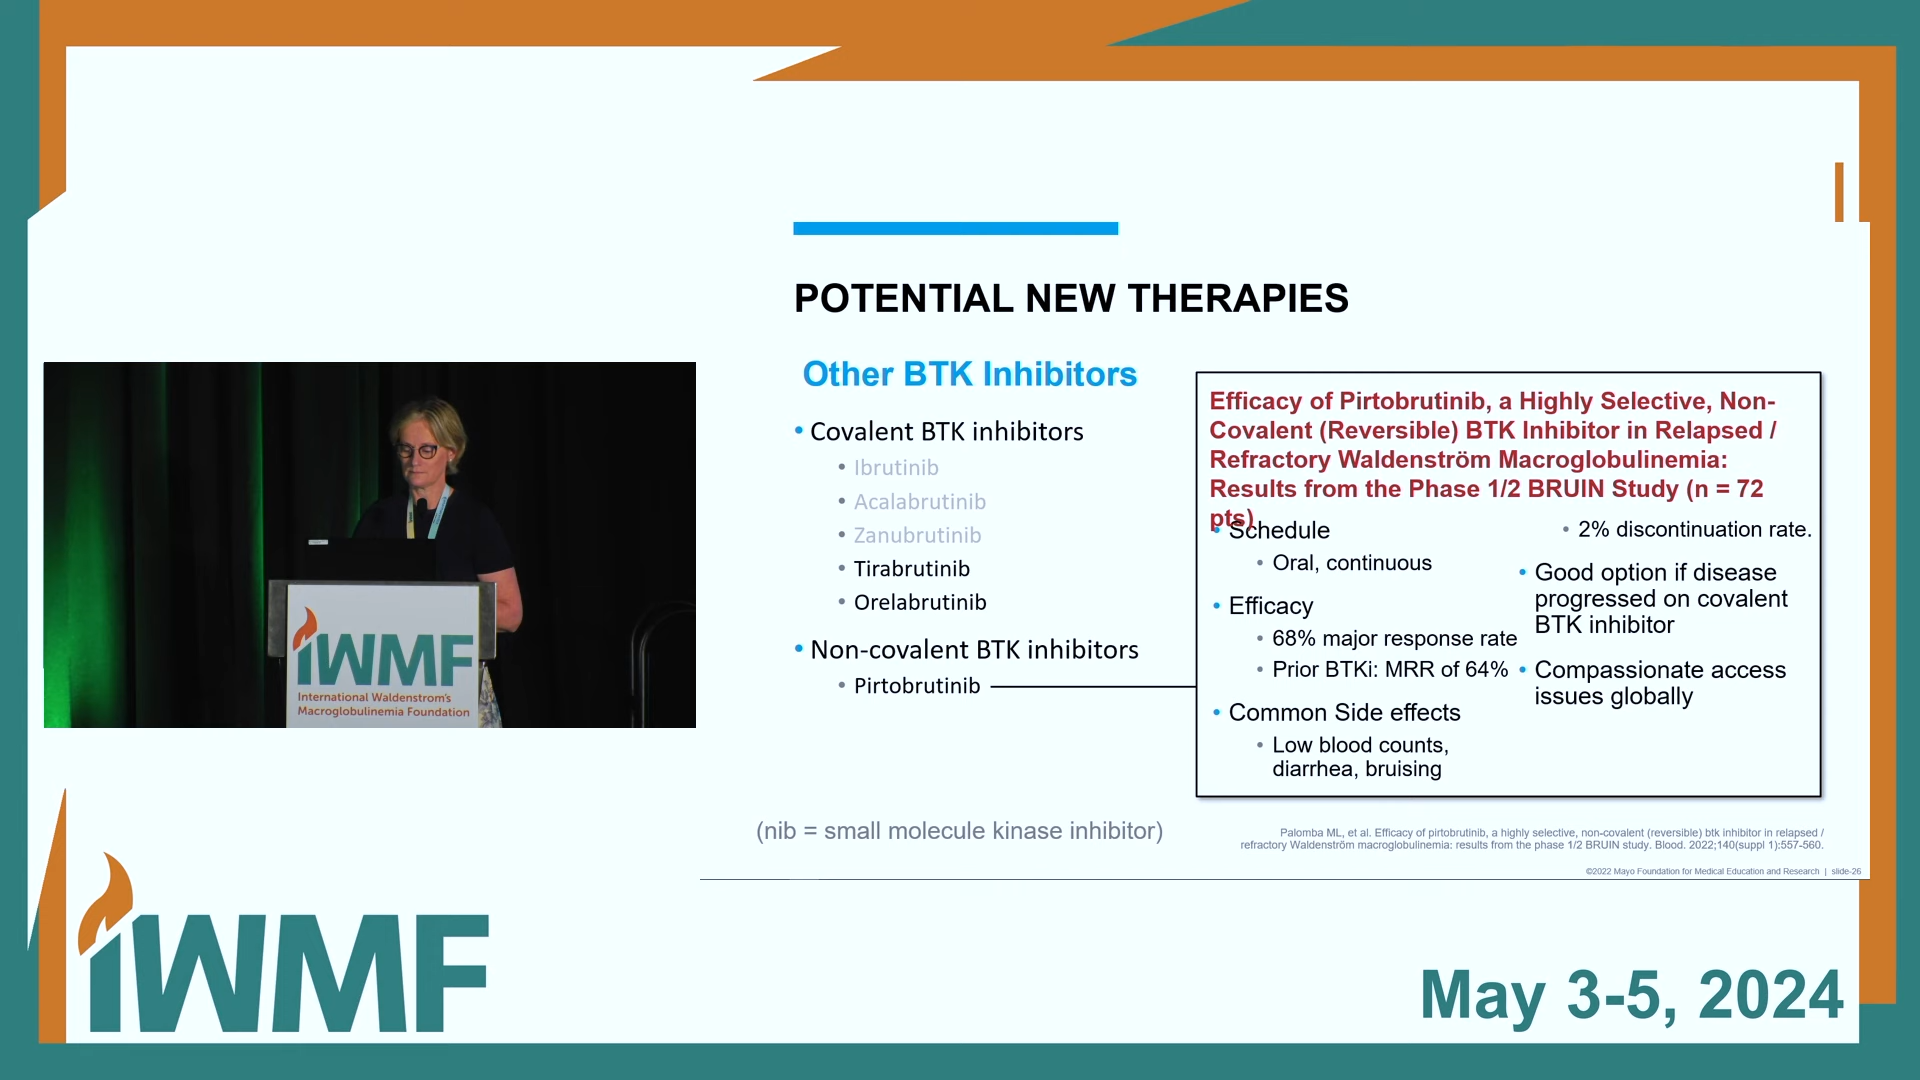 POTENTIAL NEW THERAPIES
Other BTK Inhibitors
• Covalent BTK inhibitors
• Ibrutinib
• Acalabrutinib
• Zanubrutinib
• Tirabrutinib
• Orelabrutinib
• Non-covalent BTK inhibitors
• Pirtobrutinib
(nib = small molecule kinase inhibitor)
Efficacy of Pirtobrutinib, a Highly Selective, Non-
Covalent (Reversible) BTK Inhibitor in Relapsed /
Refractory Waldenström Macroglobulinemia:
Results from the Phase 1/2 BRUIN Study (n = 72
pts)
• Schedule
• Oral, continuous
• Efficacy
• 68% major response rate
• Prior BTKi: MRR of 64%
• Common Side effects
• Low blood counts,
diarrhea, bruising
• 2% discontinuation rate.
• Good option if disease
progressed on covalent
BTK inhibitor
• Compassionate access
issues globally
Palomba ML, et al. Efficacy of pirtobrutinib, a highly selective, non-covalent (reversible) btk inhibitor in relapsed /
refractory Waldenström macroglobulinemia: results from the phase 1/2 BRUIN study. Blood. 2022;140(suppl 1):557-560.
©2022 Mayo Foundation for Medical Education and Research | slide-26
iWMF
International Waldenstrom's
Macroglobulinemia Foundation
iWMF
May 3-5, 2024